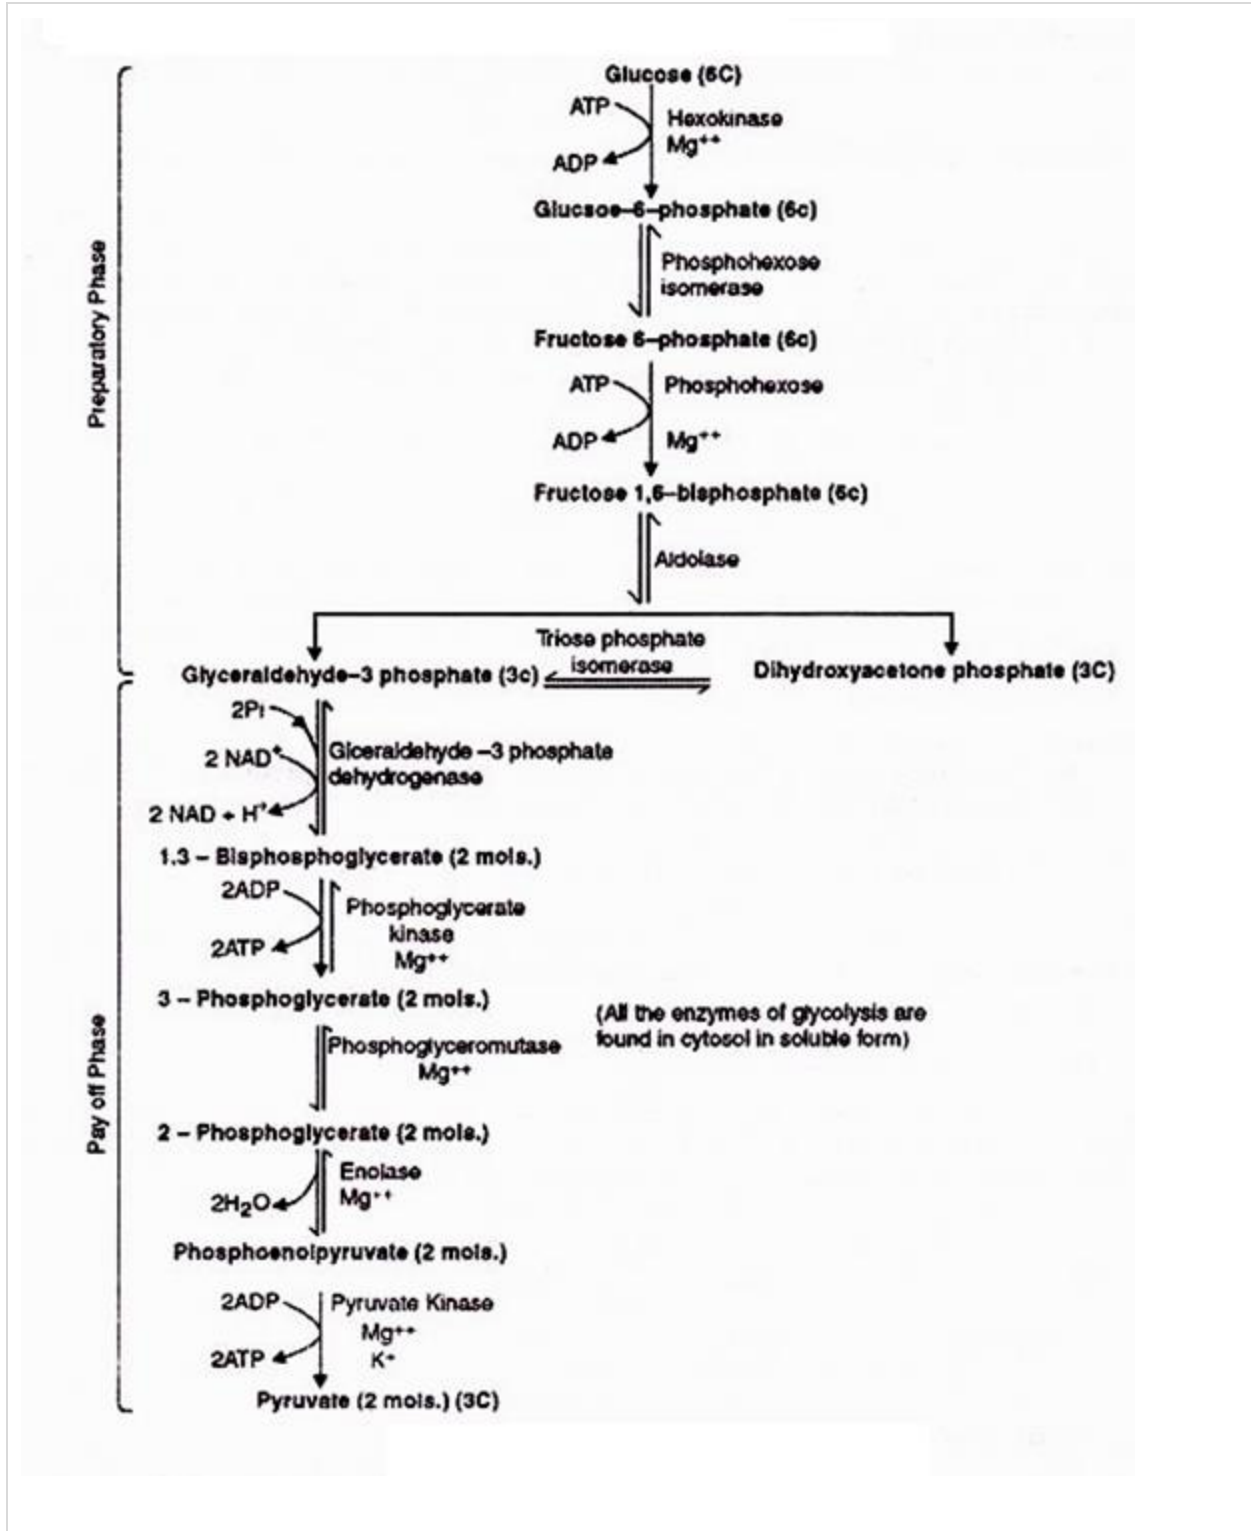 Glucose (6C)
ATP
Hexokinase
Mg⁺⁺
ADP
Glucsoe–6–phosphate (6c)
Phosphohexose
isomerase
Fructose 6–phosphate (6c)
ATP
Phosphohexose
ADP
Mg⁺⁺
Fructose 1,6–bisphosphate (6c)
Aldolase
Preparatory Phase
Triose phosphate
isomerase
Glyceraldehyde–3 phosphate (3c)
Dihydroxyacetone phosphate (3C)
2Pi
2 NAD⁺
Glceraldehyde –3 phosphate
dehydrogenase
2 NAD + H⁺
1,3 – Bisphosphoglycerate (2 mols.)
2ADP
Phosphoglycerate
kinase
Mg⁺⁺
2ATP
3 – Phosphoglycerate (2 mols.)
(All the enzymes of glycolysis are
found in cytosol in soluble form)
Phosphoglyceromutase
Mg⁺⁺
Pay off Phase
2 – Phosphoglycerate (2 mols.)
Enolase
Mg⁺⁺
2H₂O
Phosphoenolpyruvate (2 mols.)
2ADP
Pyruvate Kinase
Mg⁺⁺
K⁺
2ATP
Pyruvate (2 mols.) (3C)